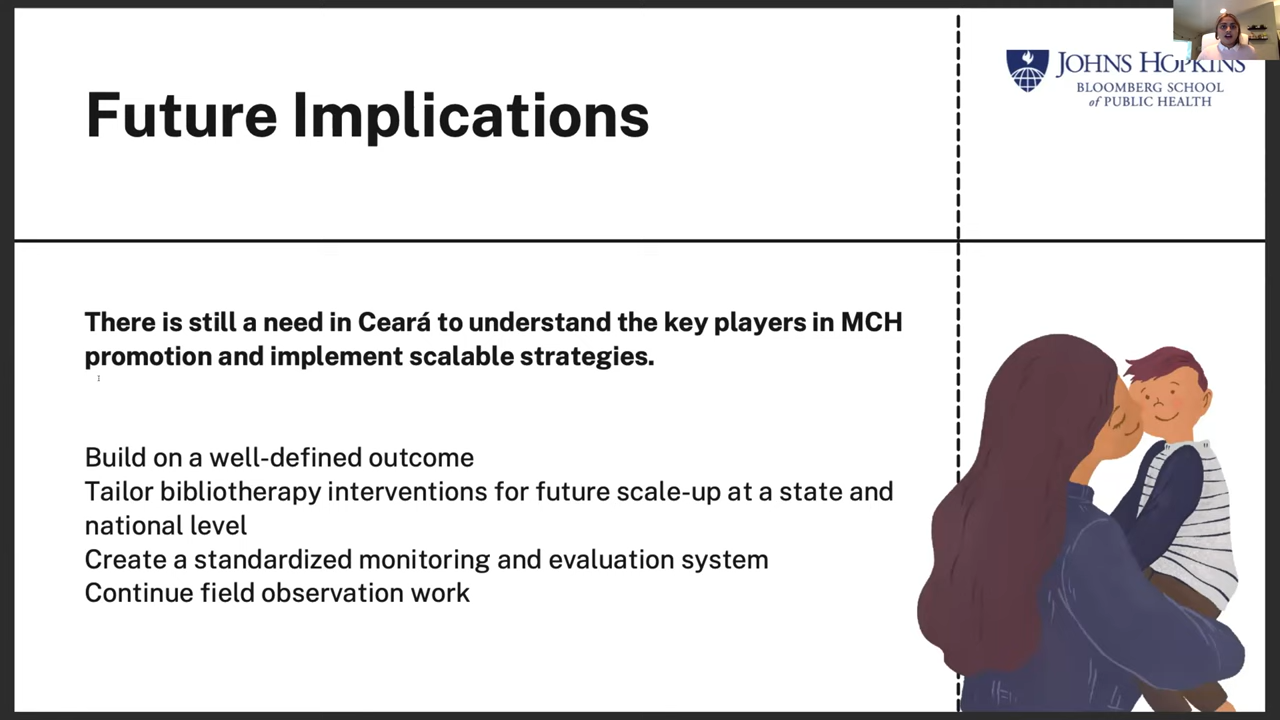 Future Implications
JOHNS HOPKINS
BLOOMBERG SCHOOL
of PUBLIC HEALTH
There is still a need in Ceará to understand the key players in MCH
promotion and implement scalable strategies.
Build on a well-defined outcome
Tailor bibliotherapy interventions for future scale-up at a state and
national level
Create a standardized monitoring and evaluation system
Continue field observation work